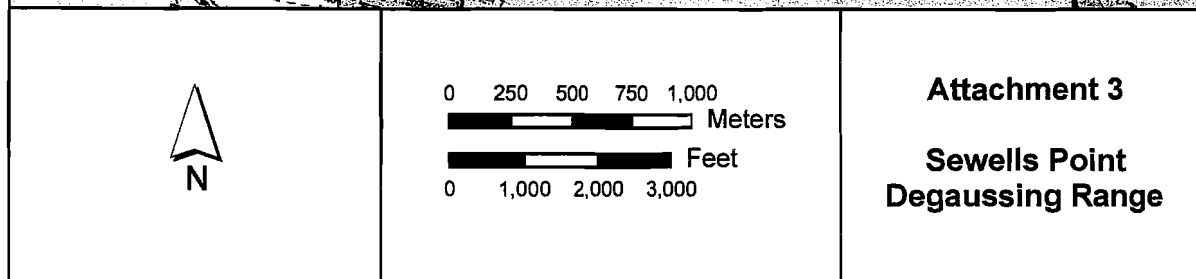 N
0 250 500 750 1,000
Meters
Feet
0 1,000 2,000 3,000
Attachment 3
Sewells Point
Degaussing Range